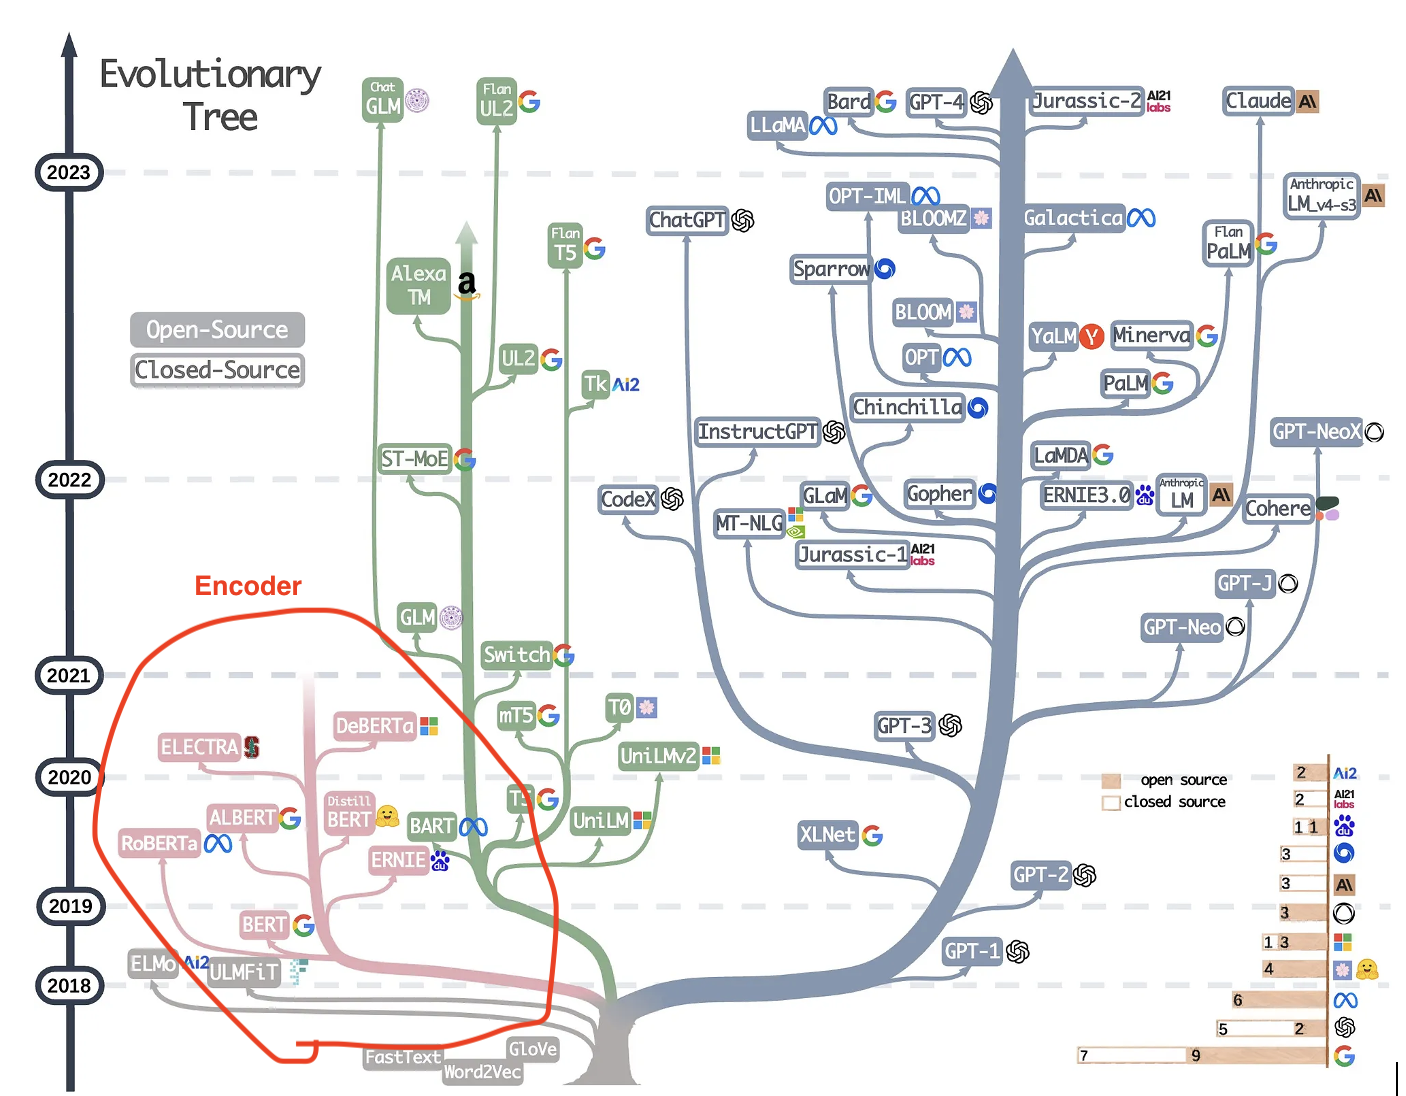 Evolutionary
Tree
Chat
GLM
Flan
UL2
Bard
GPT-4
Jurassic-2
AI21
labs
Claude
A\
LLaMA
2023
OPT-IML
Anthropic
LM_v4-s3
A\
ChatGPT
BLOOMZ
Galactica
Flan
T5
Flan
PaLM
Alexa
TM
a
Sparrow
Open-Source
BLOOM
Closed-Source
UL2
OPT
YaLM
Y
Minerva
Tk
Ai2
PaLM
Chinchilla
InstructGPT
GPT-NeoX
ST-MoE
LaMDA
2022
CodeX
GLaM
Gopher
ERNIE3.0
du
Anthropic
LM
A\
Cohere
MT-NLG
Jurassic-1
AI21
labs
Encoder
GPT-J
GLM
GPT-Neo
Switch
2021
DeBERTa
mT5
T0
GPT-3
ELECTRA
S
UniLMv2
2020
open source
2
Ai2
closed source
2
AI21
labs
Distill
BERT
T5
ALBERT
BART
UniLM
1 1
du
RoBERTa
XLNet
ERNIE
du
3
GPT-2
3
A\
2019
3
BERT
1 3
GPT-1
ELMo
Ai2
ULMFiT
4
2018
6
5 2
FastText
GloVe
Word2Vec
7 9